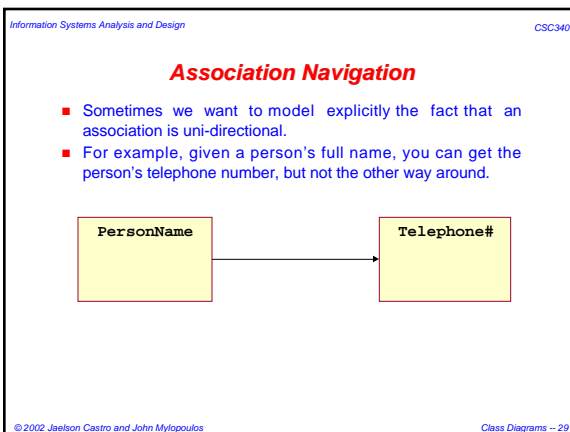 Information Systems Analysis and Design
CSC340
Association Navigation
Sometimes we want to model explicitly the fact that an
association is uni-directional.
For example, given a person's full name, you can get the
person's telephone number, but not the other way around.
PersonName
Telephone#
© 2002 Jaelson Castro and John Mylopoulos
Class Diagrams -- 29